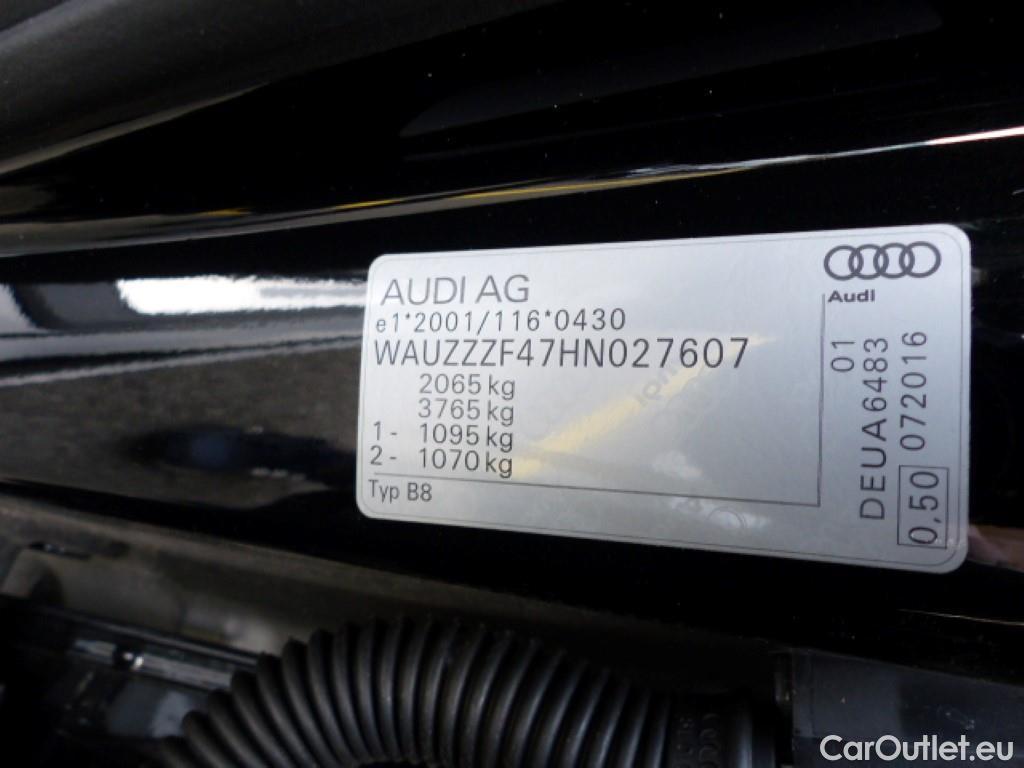 AUDI AG
e1*2001/116*0430
WAUZZZF47HN027607
2065 kg
3765 kg
1- 1095 kg
2- 1070 kg
Typ B8
Audi
01
DEUA6483
0,50 072016
CarOutlet.eu